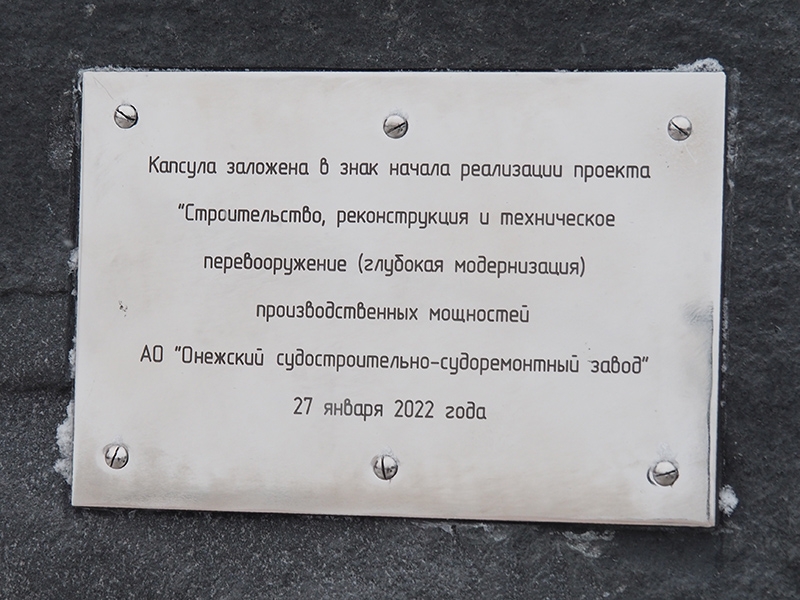 Капсула заложена в знак начала реализации проекта
"Строительство, реконструкция и техническое
перевооружение (глубокая модернизация)
производственных мощностей
АО "Онежский судостроительно-судоремонтный завод"
27 января 2022 года